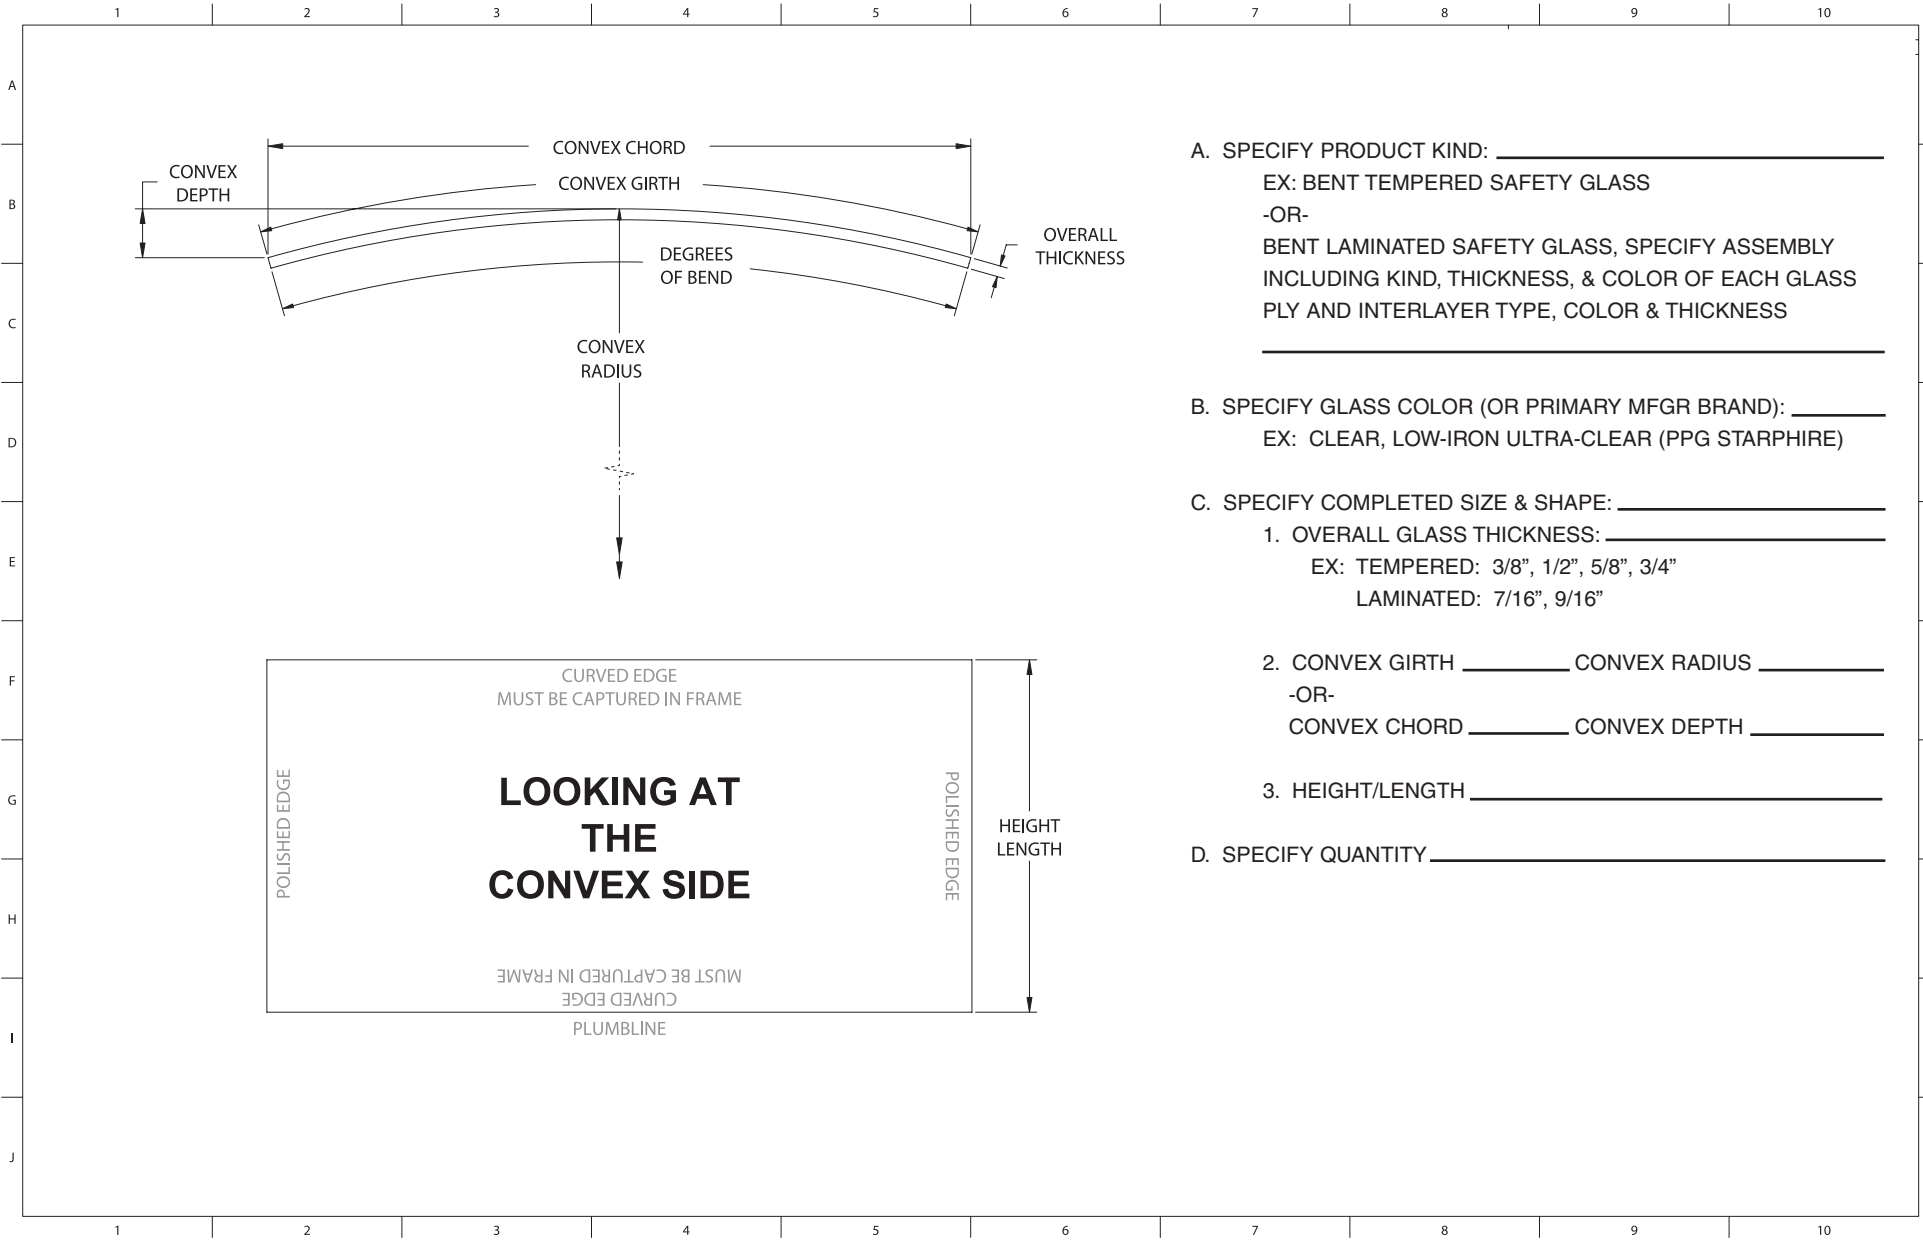 1 2 3 4 5 6 7 8 9 10
A
B
C
D
E
F
G
H
I
J
CONVEX CHORD
CONVEX GIRTH
CONVEX
DEPTH
DEGREES
OF BEND
OVERALL
THICKNESS
CONVEX
RADIUS
CURVED EDGE
MUST BE CAPTURED IN FRAME
POLISHED EDGE
LOOKING AT
THE
CONVEX SIDE
POLISHED EDGE
HEIGHT
LENGTH
CURVED EDGE
MUST BE CAPTURED IN FRAME
PLUMBLINE
A. SPECIFY PRODUCT KIND:
EX: BENT TEMPERED SAFETY GLASS
-OR-
BENT LAMINATED SAFETY GLASS, SPECIFY ASSEMBLY
INCLUDING KIND, THICKNESS, & COLOR OF EACH GLASS
PLY AND INTERLAYER TYPE, COLOR & THICKNESS
B. SPECIFY GLASS COLOR (OR PRIMARY MFGR BRAND):
EX: CLEAR, LOW-IRON ULTRA-CLEAR (PPG STARPHIRE)
C. SPECIFY COMPLETED SIZE & SHAPE:
1. OVERALL GLASS THICKNESS:
EX: TEMPERED: 3/8”, 1/2”, 5/8”, 3/4”
LAMINATED: 7/16”, 9/16”
2. CONVEX GIRTH CONVEX RADIUS
-OR-
CONVEX CHORD CONVEX DEPTH
3. HEIGHT/LENGTH
D. SPECIFY QUANTITY
1 2 3 4 5 6 7 8 9 10